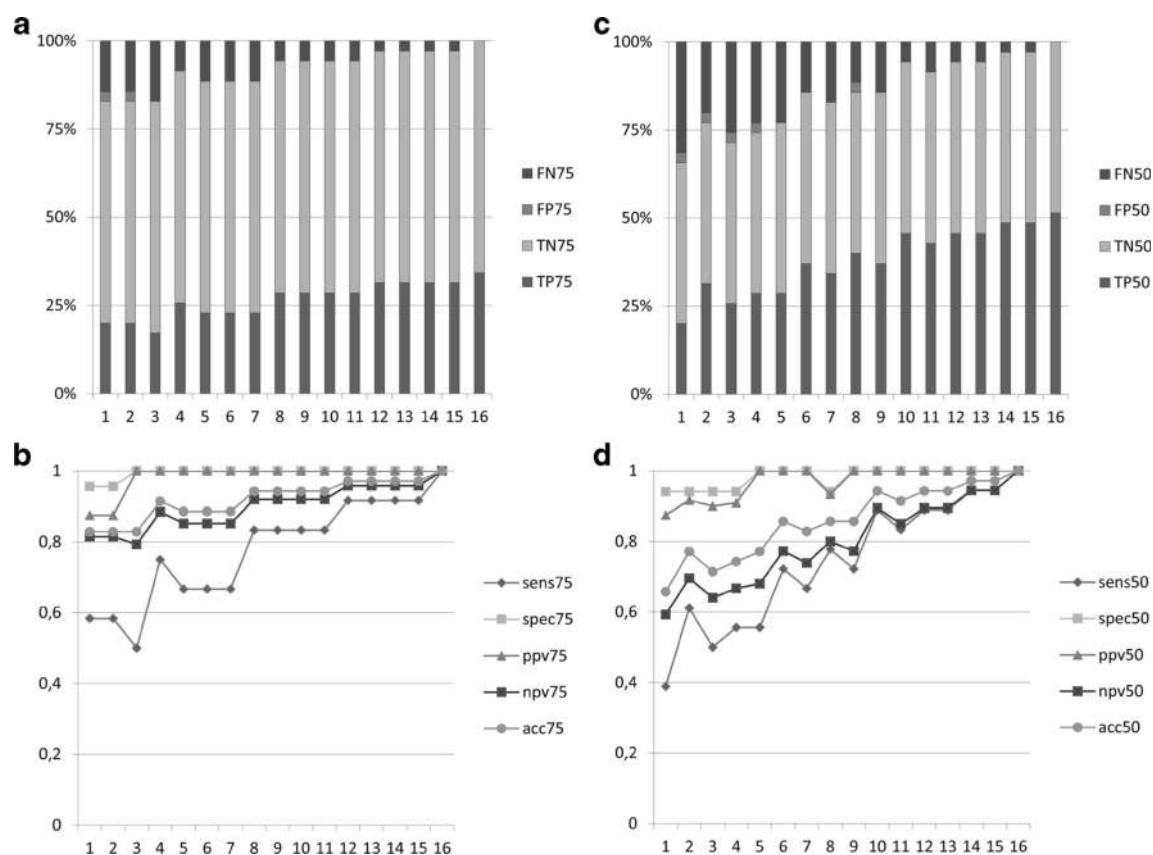 a
100%
75%
50%
25%
0%
1 2 3 4 5 6 7 8 9 10 11 12 13 14 15 16
FN75
FP75
TN75
TP75
c
100%
75%
50%
25%
0%
1 2 3 4 5 6 7 8 9 10 11 12 13 14 15 16
FN50
FP50
TN50
TP50
b
1
0,8
0,6
0,4
0,2
0
1 2 3 4 5 6 7 8 9 10 11 12 13 14 15 16
sens75
spec75
ppv75
npv75
acc75
d
1
0,8
0,6
0,4
0,2
0
1 2 3 4 5 6 7 8 9 10 11 12 13 14 15 16
sens50
spec50
ppv50
npv50
acc50